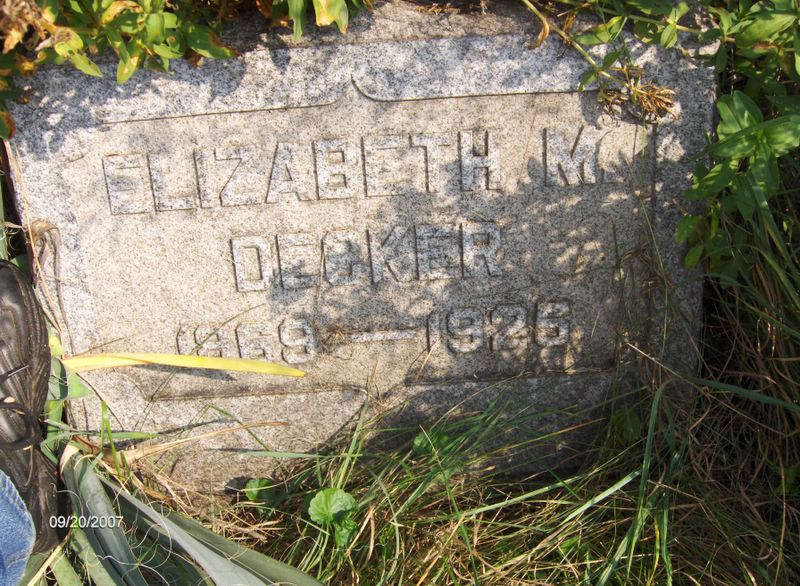 ELIZABETH M.
DECKER
1869 — 1926
09/20/2007